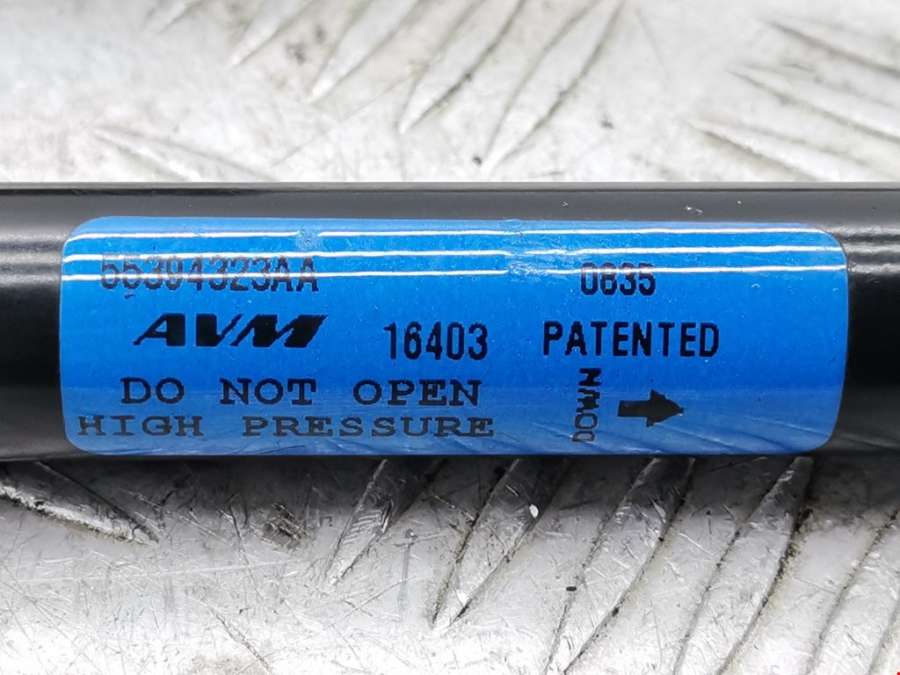 55394323AA 0835
AVM 16403 PATENTED
DO NOT OPEN
HIGH PRESSURE
DOWN